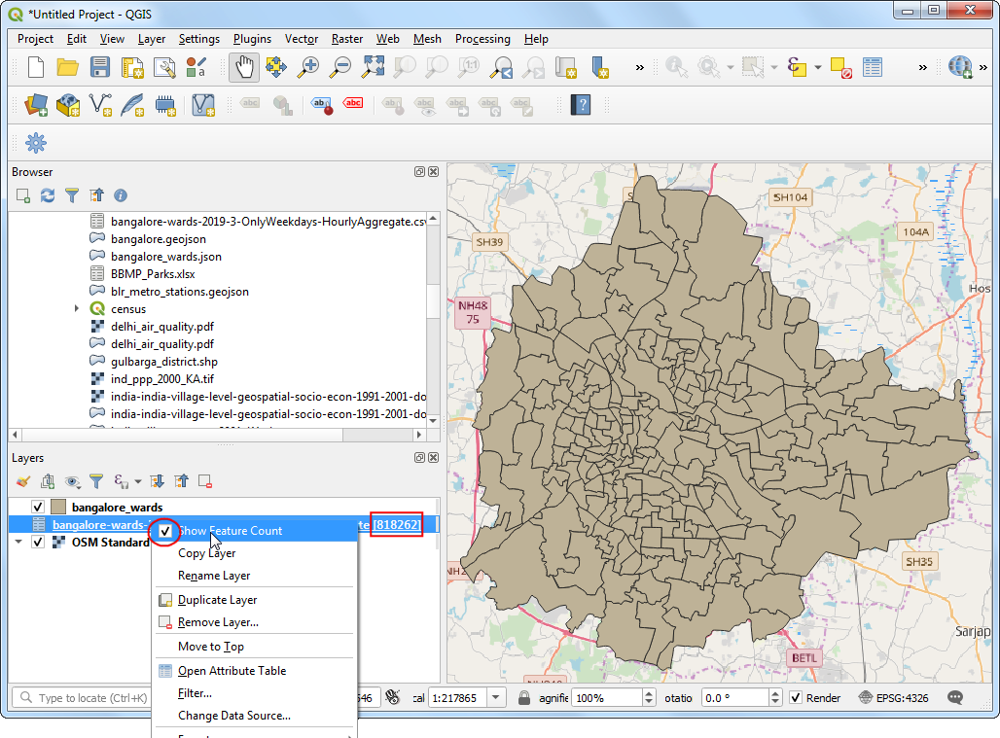 *Untitled Project - QGIS
Project Edit View Layer Settings Plugins Vector Raster Web Mesh Processing Help
Browser
bangalore-wards-2019-3-OnlyWeekdays-HourlyAggregate.csv
bangalore.geojson
bangalore_wards.json
BBMP_Parks.xlsx
blr_metro_stations.geojson
census
delhi_air_quality.pdf
delhi_air_quality.pdf
gulbarga_district.shp
ind_ppp_2000_KA.tif
india-india-village-level-geospatial-socio-econ-1991-2001-do
india-india-village-level-geospatial-socio-econ-1991-2001-do
Layers
bangalore_wards
bangalore-wards- te [818262]
OSM Standard
Show Feature Count
Copy Layer
Rename Layer
Duplicate Layer
Remove Layer...
Move to Top
Open Attribute Table
Filter...
Change Data Source...
SH104
104A
SH39
Hos
NH48
75
SH35
NH2
Sarjap
BETL
Type to locate (Ctrl+K)
546
cal 1:217865
agnifie 100%
otatio 0.0 °
Render
EPSG:4326